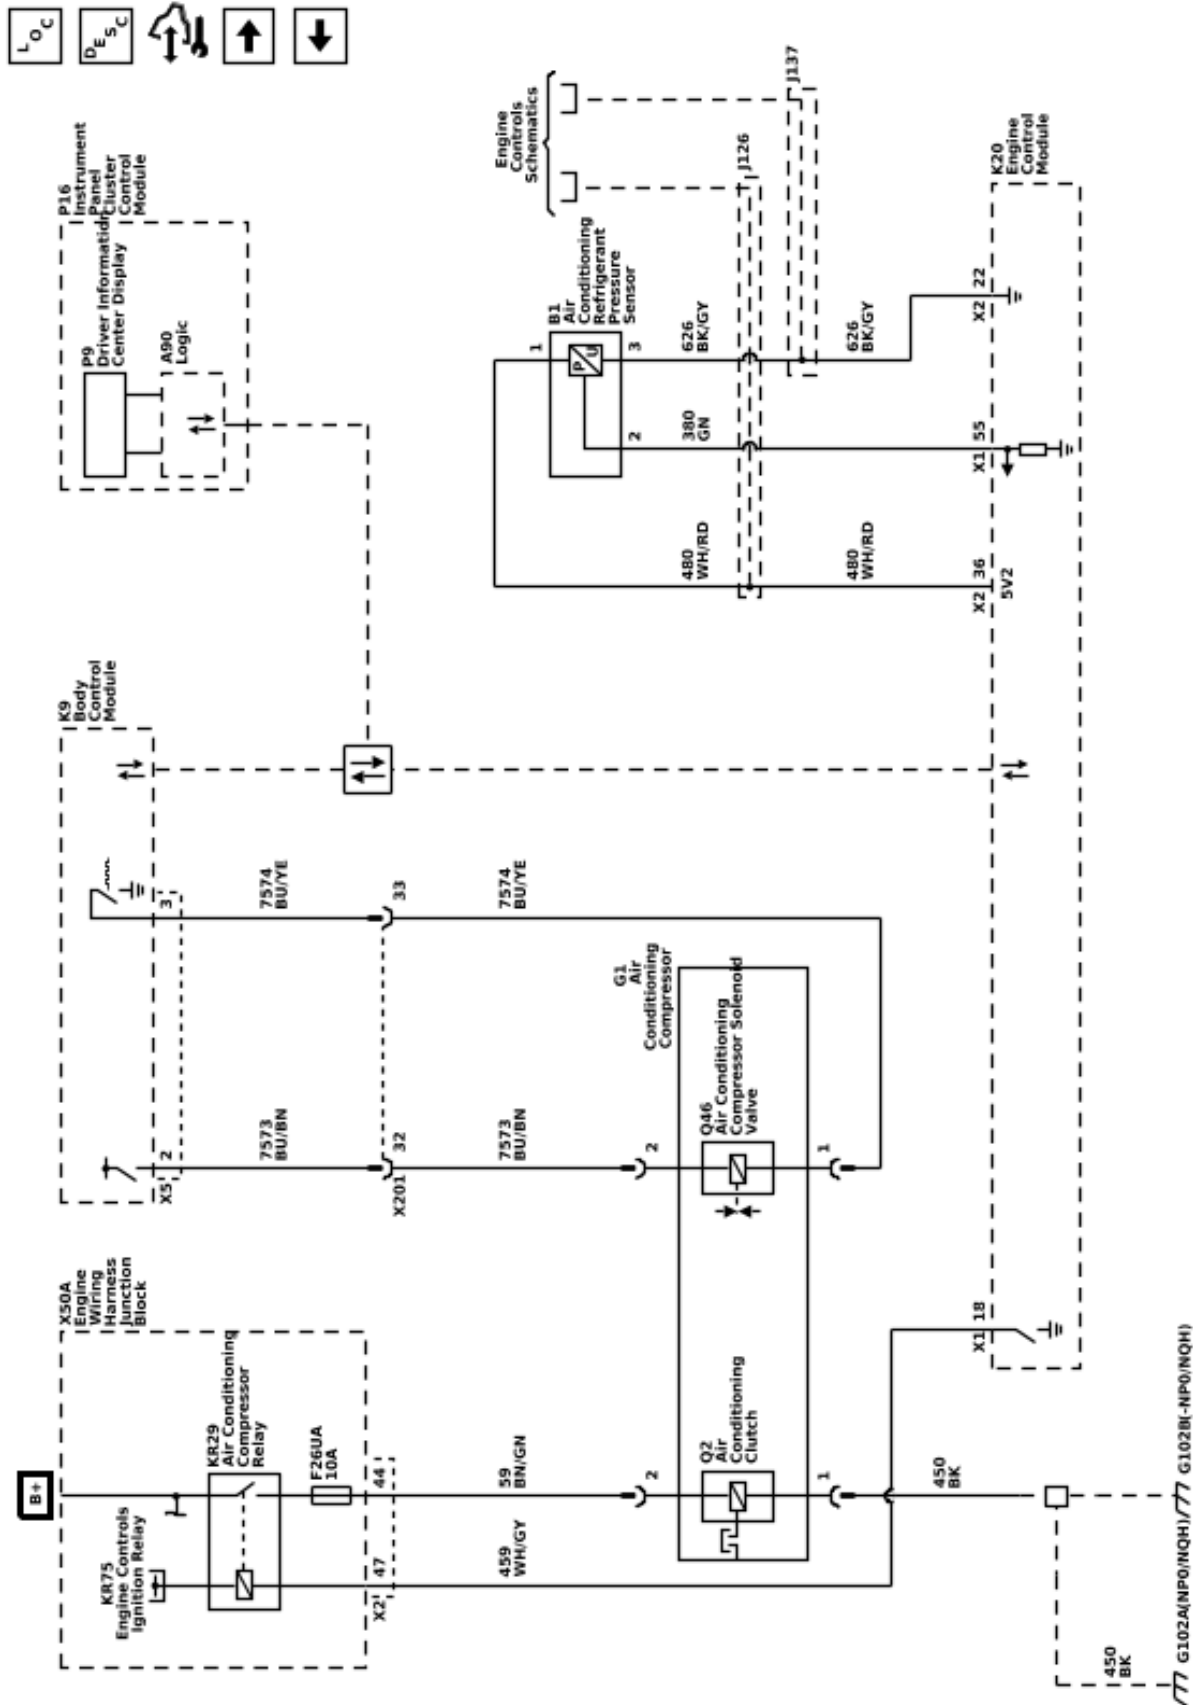 LOC
DESC
B+
X50A
Engine
Wiring
Harness
Junction
Block
KR75
Engine Controls
Ignition Relay
KR29
Air Conditioning
Compressor
Relay
F26UA
10A
X2
47
44
459
WH/GY
59
BN/GN
K9
Body
Control
Module
X5
2
3
7573
BU/BN
7574
BU/YE
X201
32
33
7573
BU/BN
7574
BU/YE
P16
Instrument
Panel
Cluster
Control
Module
P9
Driver Information
Center Display
A90
Logic
Engine
Controls
Schematics
B1
Air
Conditioning
Refrigerant
Pressure
Sensor
P
U
1
2
3
480
WH/RD
380
GN
626
BK/GY
J126
J137
480
WH/RD
626
BK/GY
G1
Air
Conditioning
Compressor
2
2
Q2
Air
Conditioning
Clutch
Q46
Air Conditioning
Compressor Solenoid
Valve
1
1
K20
Engine
Control
Module
X1
18
X2
36
5V2
X1
55
X2
22
450
BK
450
BK
G102A(NP0/NQH)
G102B(-NP0/NQH)